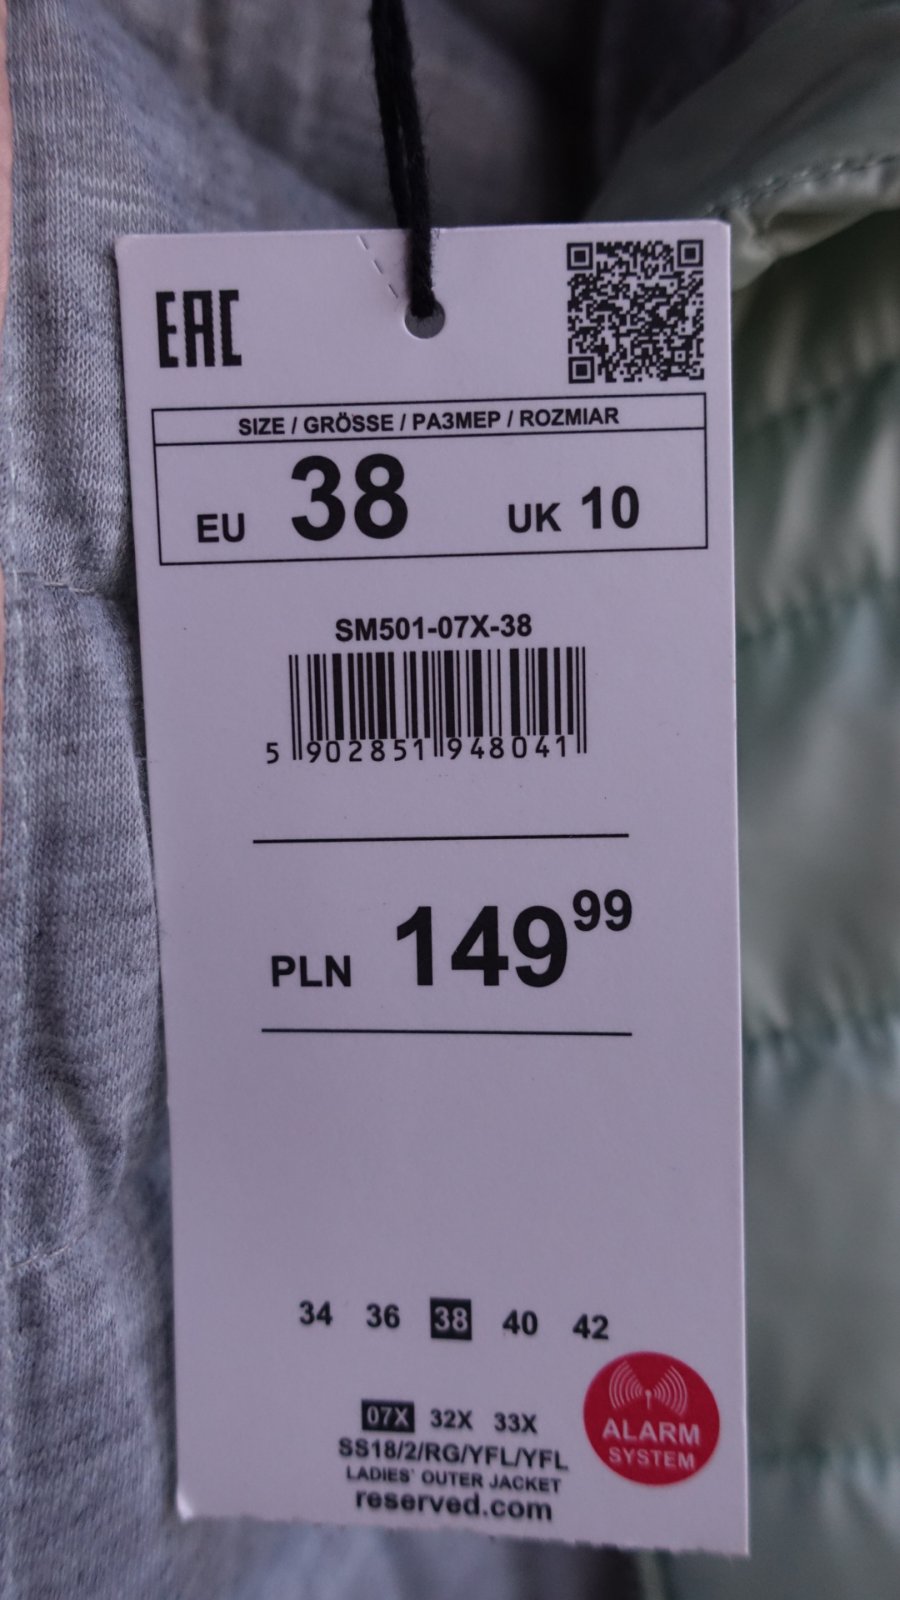 EAC
SIZE / GRÖSSE / РАЗМЕР / ROZMIAR
EU 38 UK 10
SM501-07X-38
5 902851 948041
PLN 149 99
34 36 38 40 42
07X 32X 33X
SS18/2/RG/YFL/YFL
LADIES' OUTER JACKET
reserved.com
ALARM
SYSTEM